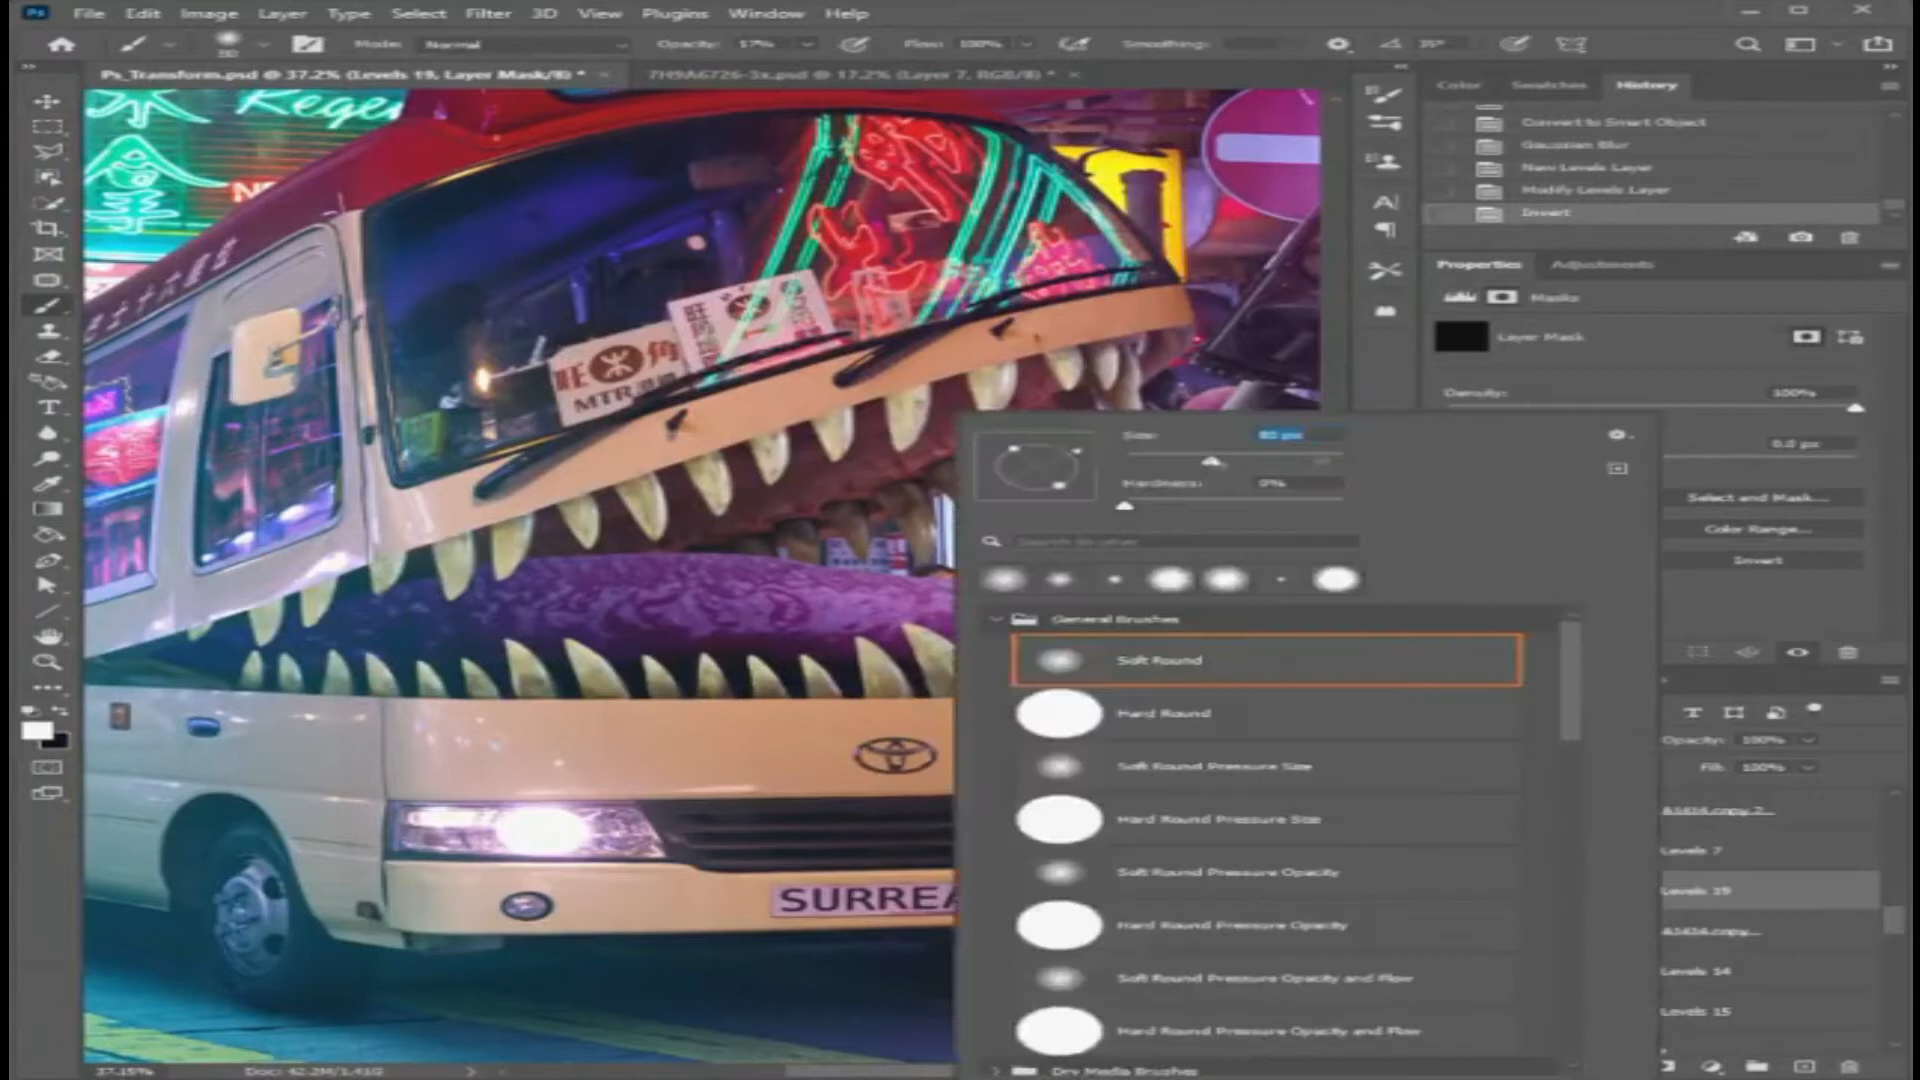 Ps File Edit Image Layer Type Select Filter 3D View Plugins Window Help
Mode: Normal Opacity: 57% Flow: 100% Smoothing: 35°
Ps_Transform.psd @ 37.2% (Levels 19, Layer Mask/8) * × 7H9A6726-3x.psd @ 17.2% (Layer 7, RGB/8) * ×
Color Swatches History
Convert to Smart Object
Gaussian Blur
New Levels Layer
Modify Levels Layer
Invert
Properties Adjustments
Masks
Layer Mask
Density: 100%
0.0 px
Select and Mask...
Color Range...
Invert
Rege
旺 角
MTR
SURREA
Size: 80 px
Hardness: 0%
Search Brushes
General Brushes
Soft Round
Hard Round
Soft Round Pressure Size
Hard Round Pressure Size
Soft Round Pressure Opacity
Hard Round Pressure Opacity
Soft Round Pressure Opacity and Flow
Hard Round Pressure Opacity and Flow
Dry Media Brushes
Opacity: 100%
Fill: 100%
A1414 copy 2...
Levels 7
Levels 19
A1414 copy...
Levels 14
Levels 15
37.15% Doc: 42.2M/1.41G